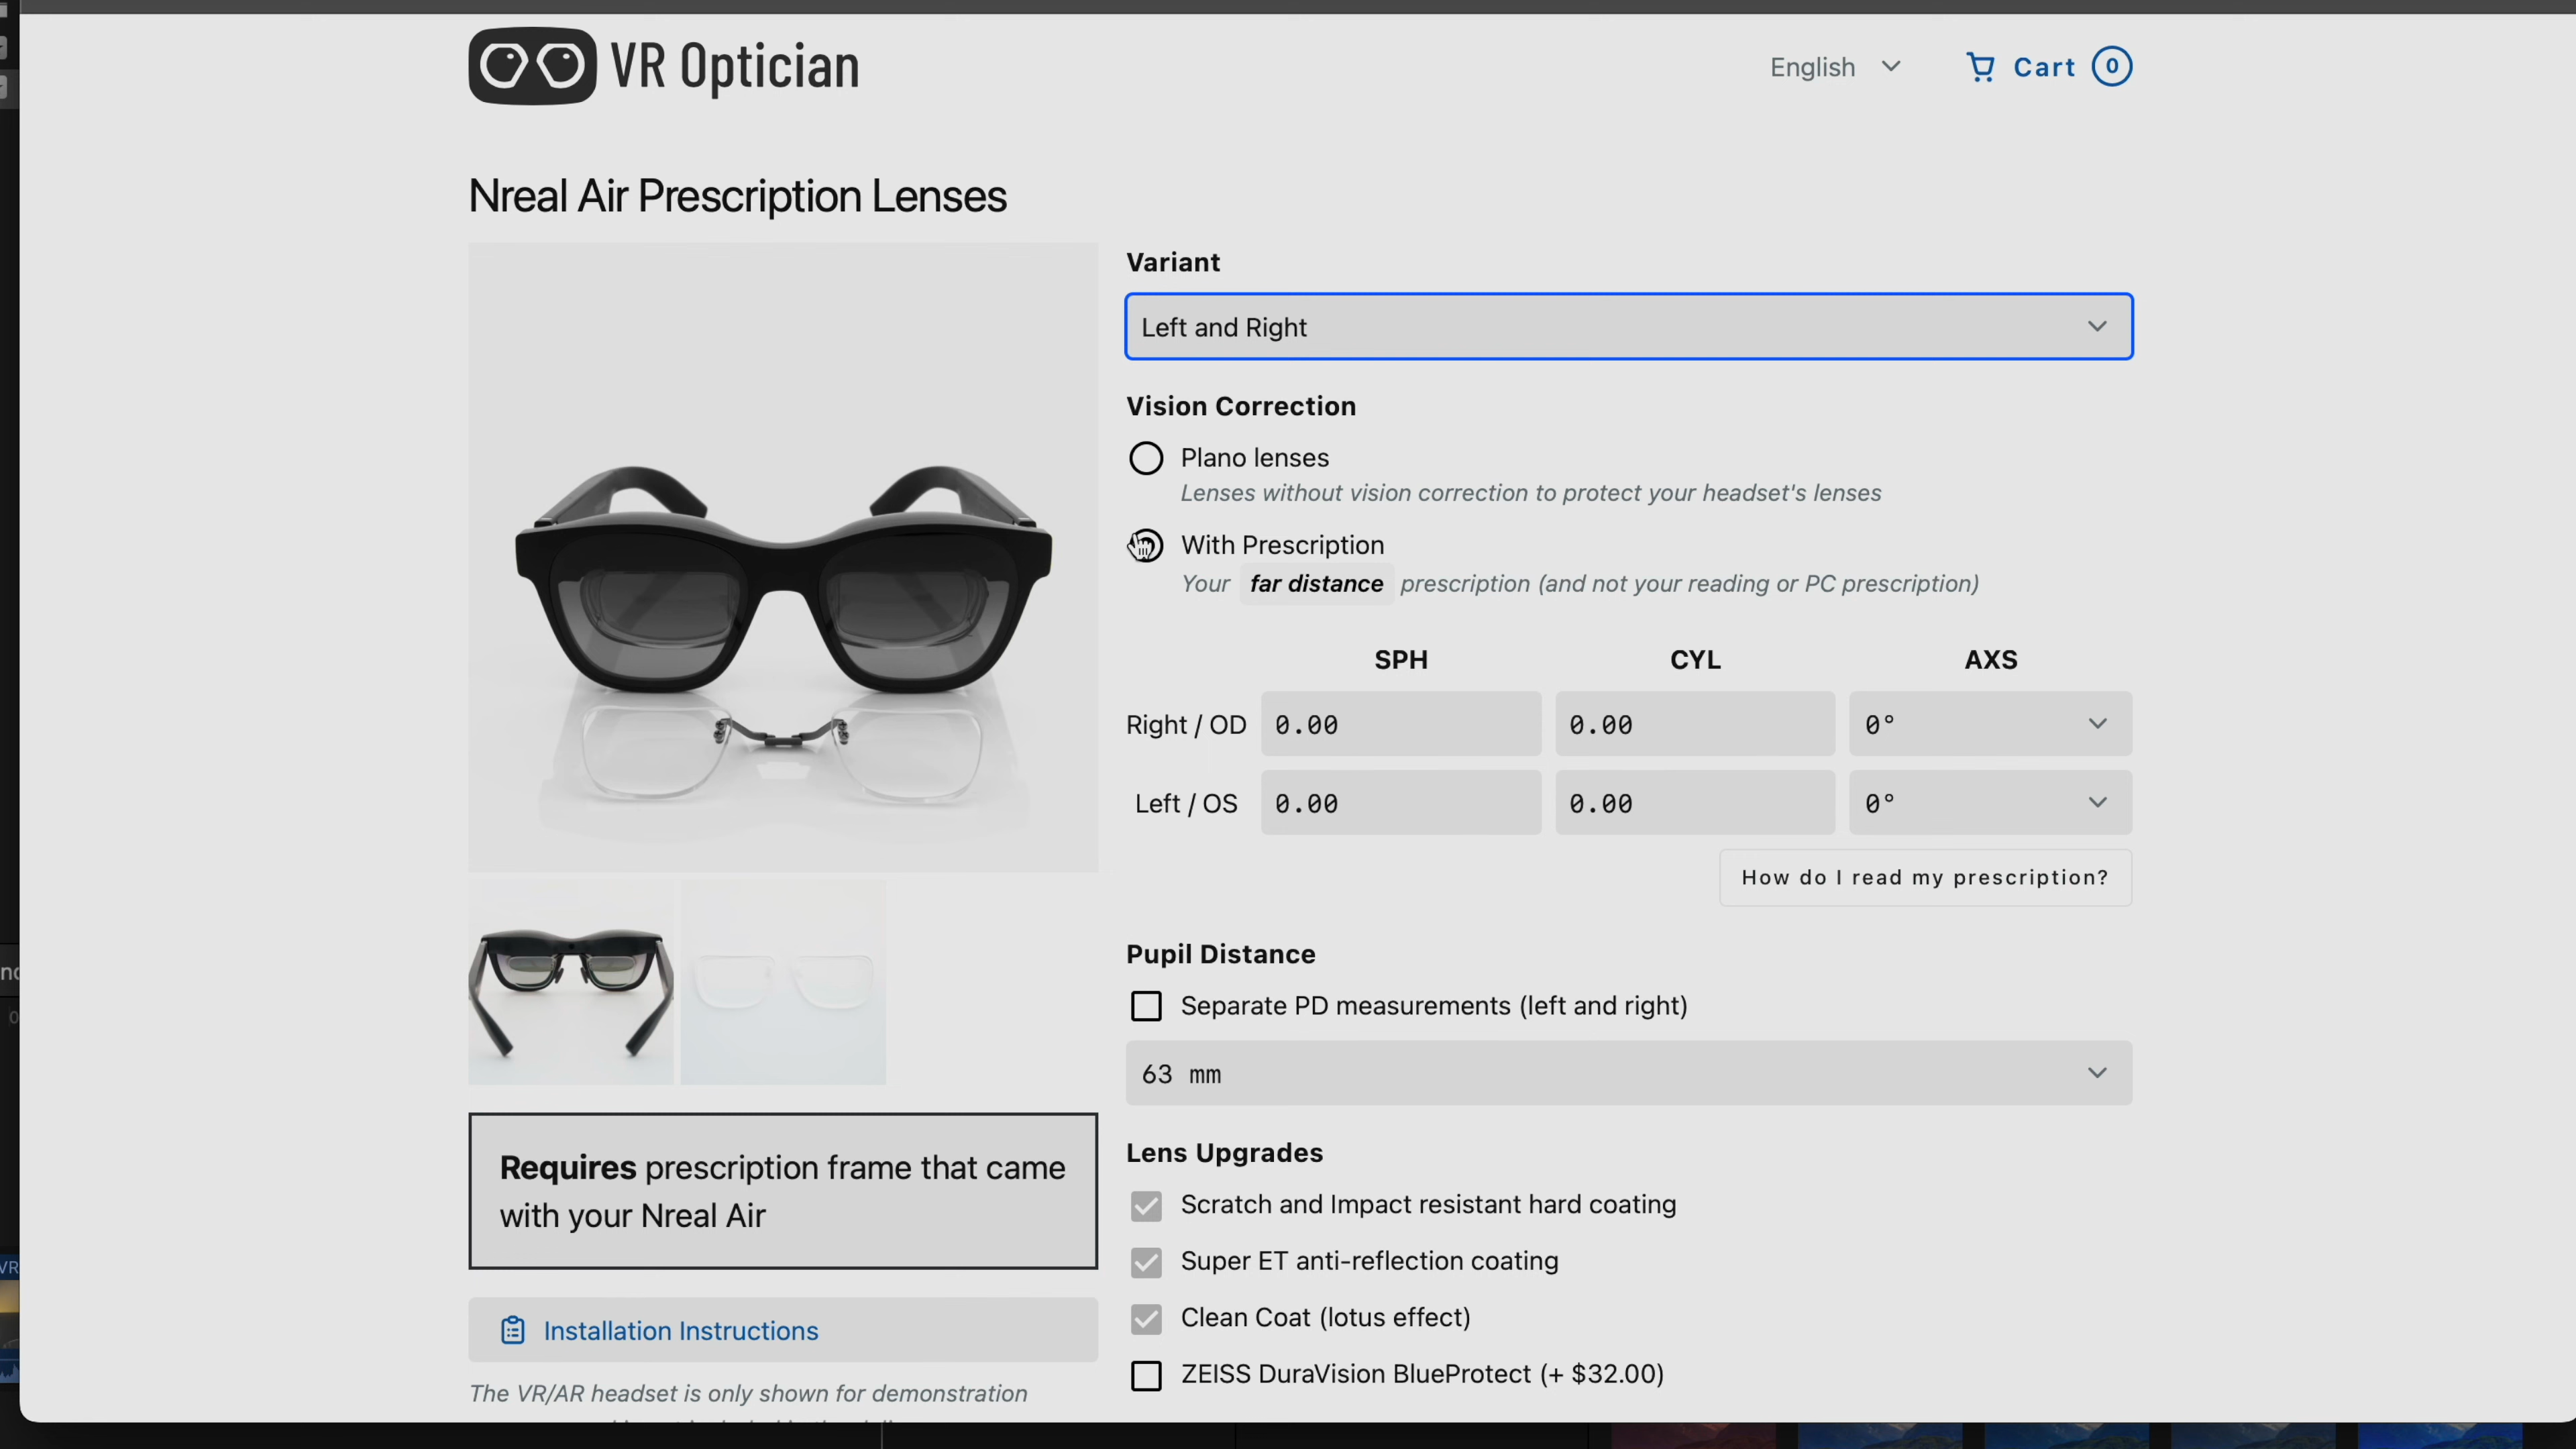 VR Optician
English
Cart 0
Nreal Air Prescription Lenses
Variant
Left and Right
Vision Correction
Plano lenses
Lenses without vision correction to protect your headset's lenses
With Prescription
Your far distance prescription (and not your reading or PC prescription)
SPH CYL AXS
Right / OD 0.00 0.00 0°
Left / OS 0.00 0.00 0°
How do I read my prescription?
Pupil Distance
Separate PD measurements (left and right)
63 mm
Lens Upgrades
Scratch and Impact resistant hard coating
Super ET anti-reflection coating
Clean Coat (lotus effect)
ZEISS DuraVision BlueProtect (+ $32.00)
Requires prescription frame that came
with your Nreal Air
Installation Instructions
The VR/AR headset is only shown for demonstration
VR